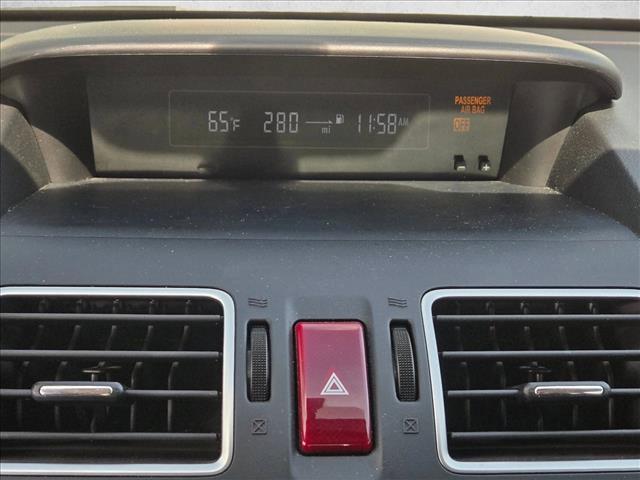 65°F 280 mi 11:58 AM
PASSENGER
AIR BAG
OFF
- +